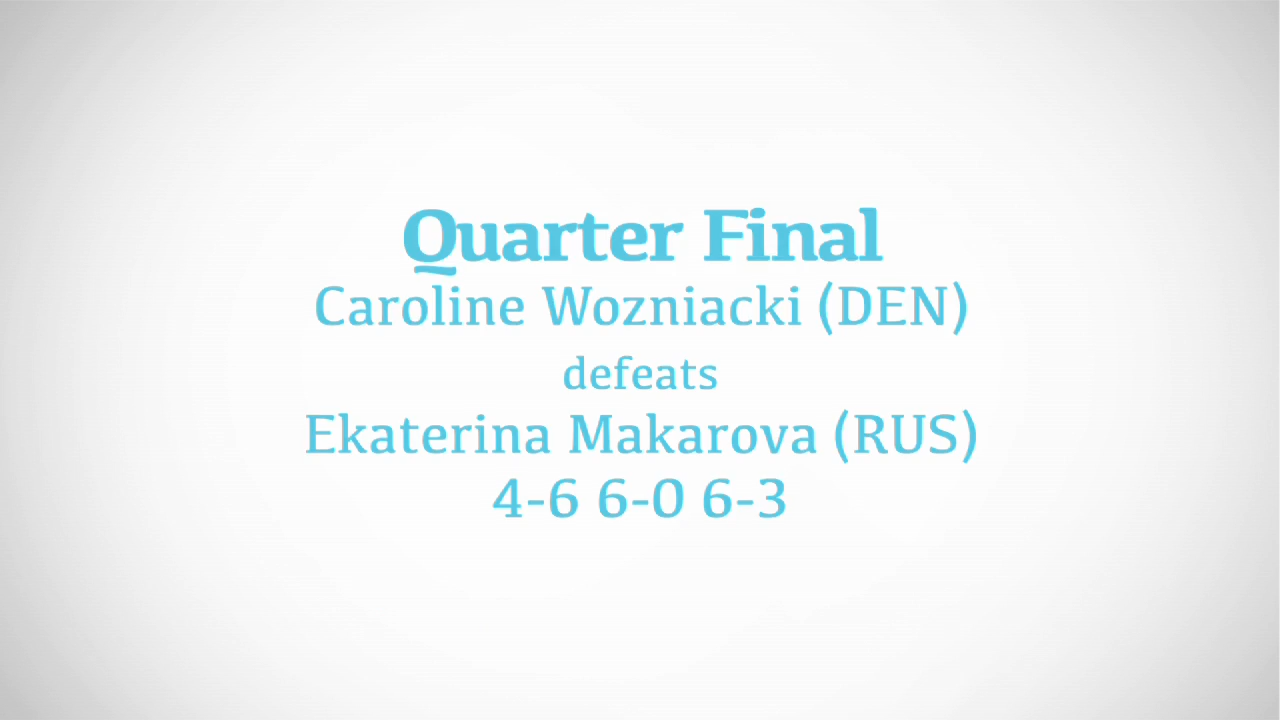 Quarter Final
Caroline Wozniacki (DEN)
defeats
Ekaterina Makarova (RUS)
4-6 6-0 6-3